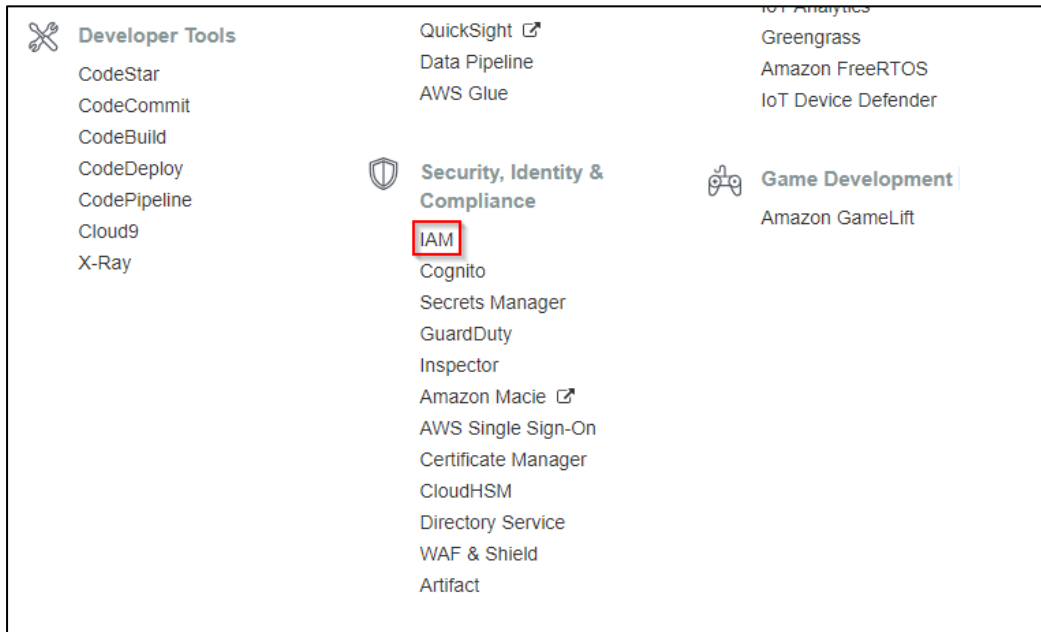 Developer Tools
CodeStar
CodeCommit
CodeBuild
CodeDeploy
CodePipeline
Cloud9
X-Ray
QuickSight
Data Pipeline
AWS Glue
Security, Identity &
Compliance
IAM
Cognito
Secrets Manager
GuardDuty
Inspector
Amazon Macie
AWS Single Sign-On
Certificate Manager
CloudHSM
Directory Service
WAF & Shield
Artifact
IoT Analytics
Greengrass
Amazon FreeRTOS
IoT Device Defender
Game Development
Amazon GameLift